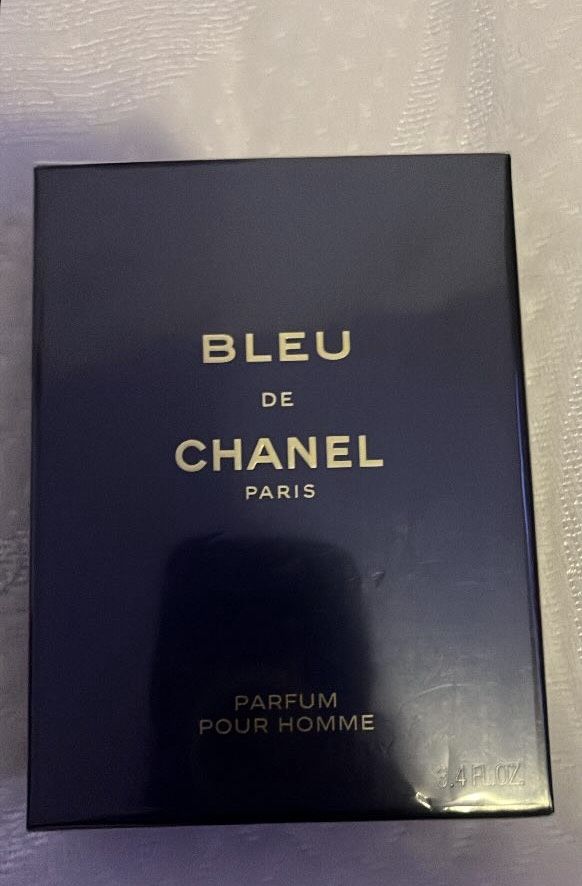 BLEU
DE
CHANEL
PARIS
PARFUM
POUR HOMME
3.4 FL.OZ.